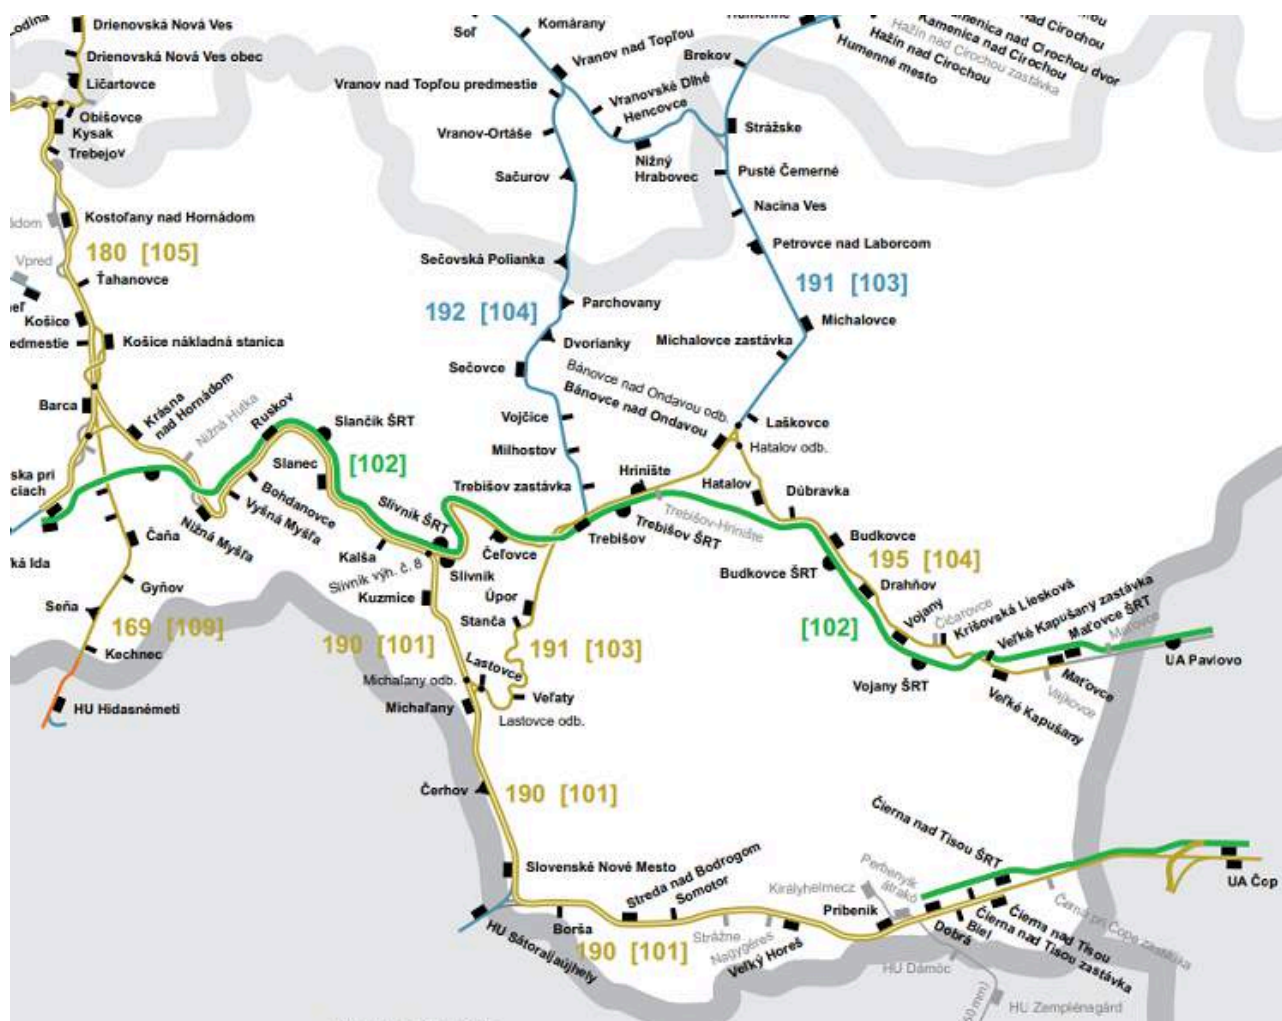 Drienovská Nová Ves
Drienovská Nová Ves obec
Ličartovce
Obišovce
Kysak
Trebejov
Kostoľany nad Hornádom
180 [105]
Vpred
Ťahanovce
Košice
Košice nákladná stanica
Barca
Krásna
nad Hornádom
Nižná Hutka
Ruskov
Slančík ŠRT
Slanec
[102]
Bohdanovce
Vyšná Myšľa
Nižná Myšľa
Čaňa
Gyňov
Seňa
169 [109]
Kechnec
HU Hidasnémeti
Soľ
Komárany
Vranov nad Topľou
Vranov nad Topľou predmestie
Vranovské Dlhé
Hencovce
Vranov-Ortáše
Nižný
Hrabovec
Sačurov
Sečovská Polianka
192 [104]
Parchovany
Dvorianky
Sečovce
Vojčice
Milhostov
Trebišov zastávka
Brekov
Hažín nad Cirochou zastávka
Kamenica nad Cirochou
Hažín nad Cirochou
Humenné mesto
Strážske
Pusté Čemerné
Nacina Ves
Petrovce nad Laborcom
191 [103]
Michalovce
Michalovce zastávka
Bánovce nad Ondavou odb.
Bánovce nad Ondavou
Laškovce
Hatalov odb.
Hrinište
Hatalov
Dúbravka
Trebišov-Hrinište
Trebišov ŠRT
Trebišov
Slivník ŠRT
Kalša
Slivník výh. č. 8
Slivník
Čeľovce
Kuzmice
Úpor
Stanča
190 [101]
191 [103]
Lastovce
Michaľany odb.
Veľaty
Michaľany
Lastovce odb.
Budkovce
Budkovce ŠRT
195 [104]
Drahňov
[102]
Vojany
Čičarovce
Krišovská Liesková
Veľké Kapušany zastávka
Maťovce ŠRT
Maťovce
UA Pavlovo
Vojany ŠRT
Maťovce
Vajkovce
Veľké Kapušany
Čerhov
190 [101]
Slovenské Nové Mesto
Streda nad Bodrogom
Somotor
Borša
HU Sátoraljaújhely
190 [101]
Strážne
Nagygéres
Veľký Horeš
Királyhelmecz
Perbenyik
átrakó
Pribeník
Čierna nad Tisou ŠRT
Dobrá
Biel
Čierna nad Tisou
Čierna nad Tisou zastávka
UA Čop
HU Dámóc
HU Zemplénagárd